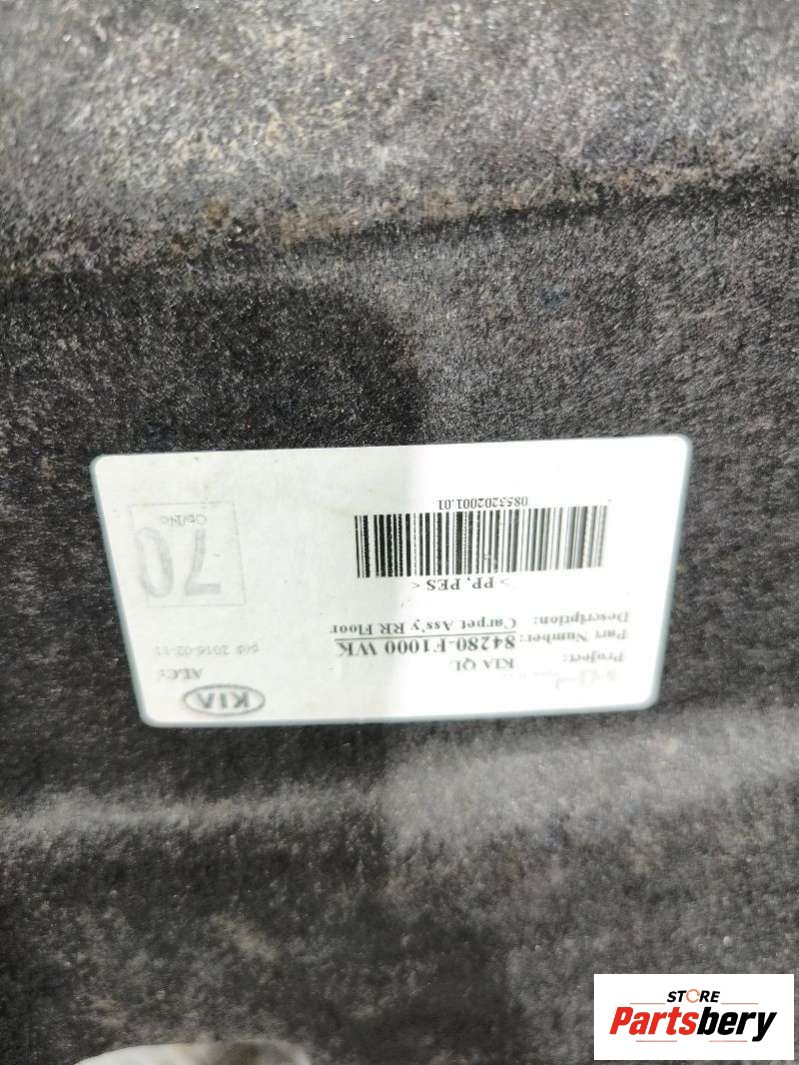 KIA
Project: KIA QL
Part Number: 84280-F1000 WK
Description: Carpet Ass'y RR Floor
> PP, PES <
0853202001.01
70
STORE
Partsbery